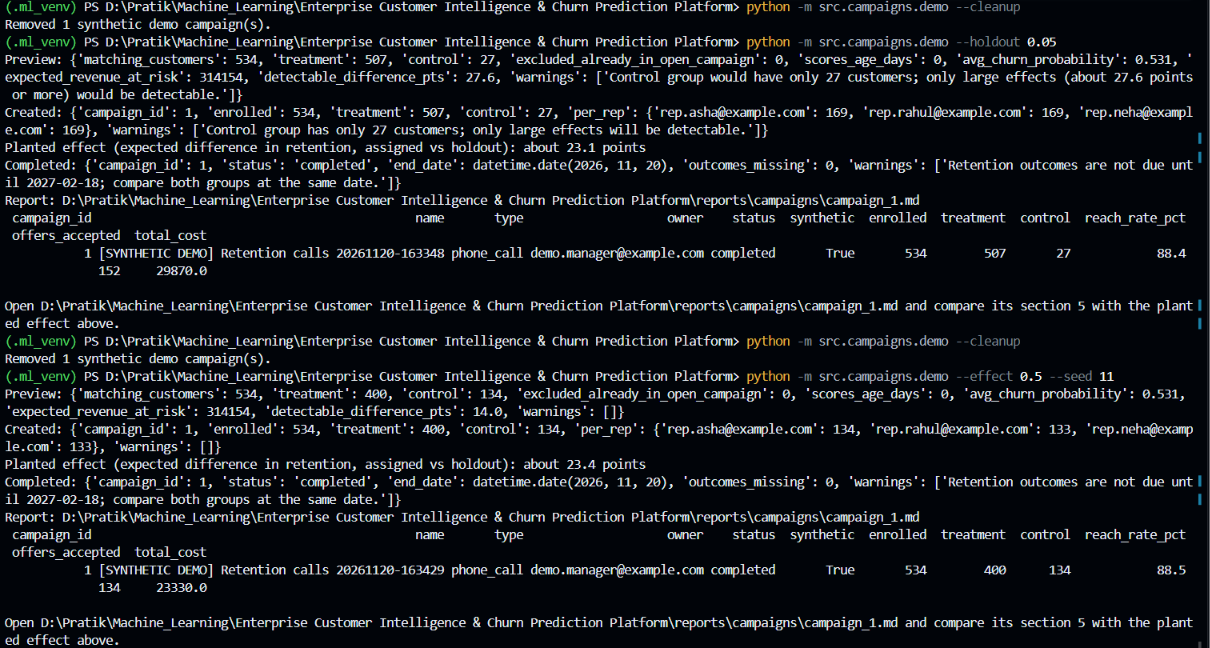 (.ml_venv) PS D:\Pratik\Machine_Learning\Enterprise Customer Intelligence & Churn Prediction Platform> python -m src.campaigns.demo --cleanup
Removed 1 synthetic demo campaign(s).
(.ml_venv) PS D:\Pratik\Machine_Learning\Enterprise Customer Intelligence & Churn Prediction Platform> python -m src.campaigns.demo --holdout 0.05
Preview: {'matching_customers': 534, 'treatment': 507, 'control': 27, 'excluded_already_in_open_campaign': 0, 'scores_age_days': 0, 'avg_churn_probability': 0.531, '
expected_revenue_at_risk': 314154, 'detectable_difference_pts': 27.6, 'warnings': ['Control group would have only 27 customers; only large effects (about 27.6 points
 or more) would be detectable.']}
Created: {'campaign_id': 1, 'enrolled': 534, 'treatment': 507, 'control': 27, 'per_rep': {'rep.asha@example.com': 169, 'rep.rahul@example.com': 169, 'rep.neha@exampl
e.com': 169}, 'warnings': ['Control group has only 27 customers; only large effects will be detectable.']}
Planted effect (expected difference in retention, assigned vs holdout): about 23.1 points
Completed: {'campaign_id': 1, 'status': 'completed', 'end_date': datetime.date(2026, 11, 20), 'outcomes_missing': 0, 'warnings': ['Retention outcomes are not due unt
il 2027-02-18; compare both groups at the same date.']}
Report: D:\Pratik\Machine_Learning\Enterprise Customer Intelligence & Churn Prediction Platform\reports\campaigns\campaign_1.md
 campaign_id name type owner status synthetic enrolled treatment control reach_rate_pct
 offers_accepted total_cost
 1 [SYNTHETIC DEMO] Retention calls 20261120-163348 phone_call demo.manager@example.com completed True 534 507 27 88.4
 152 29870.0
Open D:\Pratik\Machine_Learning\Enterprise Customer Intelligence & Churn Prediction Platform\reports\campaigns\campaign_1.md and compare its section 5 with the plant
ed effect above.
(.ml_venv) PS D:\Pratik\Machine_Learning\Enterprise Customer Intelligence & Churn Prediction Platform> python -m src.campaigns.demo --cleanup
Removed 1 synthetic demo campaign(s).
(.ml_venv) PS D:\Pratik\Machine_Learning\Enterprise Customer Intelligence & Churn Prediction Platform> python -m src.campaigns.demo --effect 0.5 --seed 11
Preview: {'matching_customers': 534, 'treatment': 400, 'control': 134, 'excluded_already_in_open_campaign': 0, 'scores_age_days': 0, 'avg_churn_probability': 0.531,
 'expected_revenue_at_risk': 314154, 'detectable_difference_pts': 14.0, 'warnings': []}
Created: {'campaign_id': 1, 'enrolled': 534, 'treatment': 400, 'control': 134, 'per_rep': {'rep.asha@example.com': 134, 'rep.rahul@example.com': 133, 'rep.neha@examp
le.com': 133}, 'warnings': []}
Planted effect (expected difference in retention, assigned vs holdout): about 23.4 points
Completed: {'campaign_id': 1, 'status': 'completed', 'end_date': datetime.date(2026, 11, 20), 'outcomes_missing': 0, 'warnings': ['Retention outcomes are not due unt
il 2027-02-18; compare both groups at the same date.']}
Report: D:\Pratik\Machine_Learning\Enterprise Customer Intelligence & Churn Prediction Platform\reports\campaigns\campaign_1.md
 campaign_id name type owner status synthetic enrolled treatment control reach_rate_pct
 offers_accepted total_cost
 1 [SYNTHETIC DEMO] Retention calls 20261120-163429 phone_call demo.manager@example.com completed True 534 400 134 88.5
 134 23330.0
Open D:\Pratik\Machine_Learning\Enterprise Customer Intelligence & Churn Prediction Platform\reports\campaigns\campaign_1.md and compare its section 5 with the plant
ed effect above.